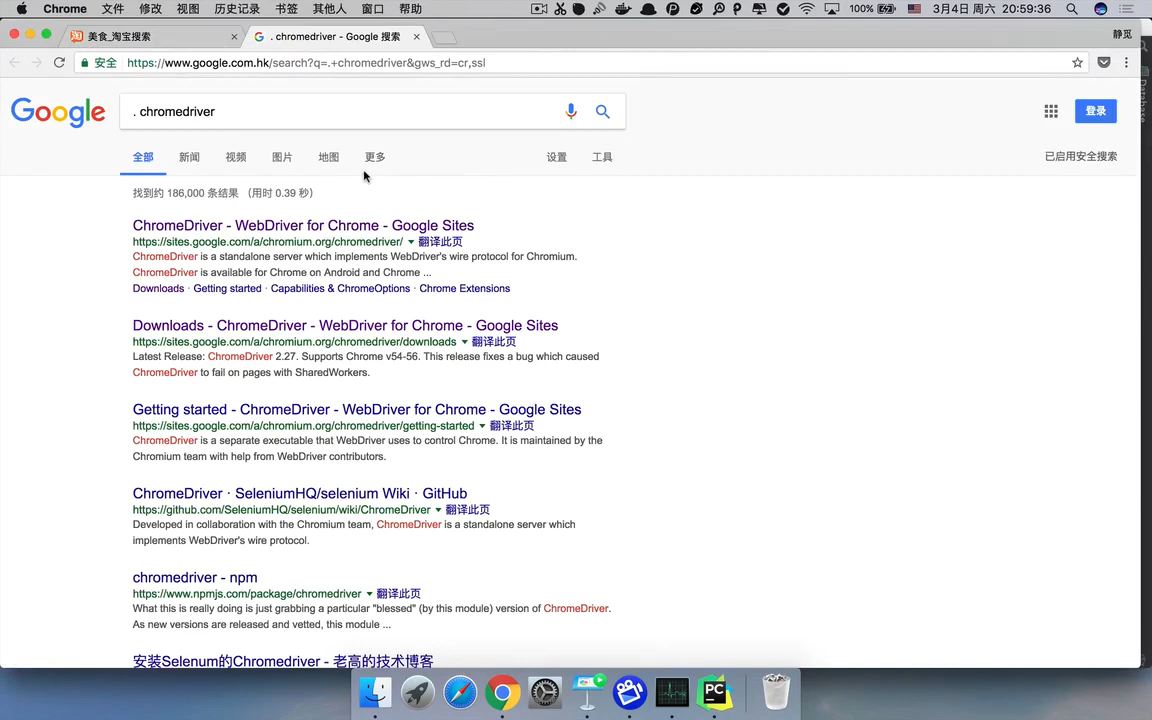 Chrome 文件 修改 视图 历史记录 书签 其他人 窗口 帮助 100% 3月4日 周六 20:59:36
美食_淘宝搜索 . chromedriver - Google 搜索 静觅
安全 https://www.google.com.hk/search?q=.+chromedriver&gws_rd=cr,ssl
Database
Google . chromedriver 登录
全部 新闻 视频 图片 地图 更多 设置 工具 已启用安全搜索
找到约 186,000 条结果 (用时 0.39 秒)
ChromeDriver - WebDriver for Chrome - Google Sites
https://sites.google.com/a/chromium.org/chromedriver/ 翻译此页
ChromeDriver is a standalone server which implements WebDriver's wire protocol for Chromium.
ChromeDriver is available for Chrome on Android and Chrome ...
Downloads · Getting started · Capabilities & ChromeOptions · Chrome Extensions
Downloads - ChromeDriver - WebDriver for Chrome - Google Sites
https://sites.google.com/a/chromium.org/chromedriver/downloads 翻译此页
Latest Release: ChromeDriver 2.27. Supports Chrome v54-56. This release fixes a bug which caused
ChromeDriver to fail on pages with SharedWorkers.
Getting started - ChromeDriver - WebDriver for Chrome - Google Sites
https://sites.google.com/a/chromium.org/chromedriver/getting-started 翻译此页
ChromeDriver is a separate executable that WebDriver uses to control Chrome. It is maintained by the
Chromium team with help from WebDriver contributors.
ChromeDriver · SeleniumHQ/selenium Wiki · GitHub
https://github.com/SeleniumHQ/selenium/wiki/ChromeDriver 翻译此页
Developed in collaboration with the Chromium team, ChromeDriver is a standalone server which
implements WebDriver's wire protocol.
chromedriver - npm
https://www.npmjs.com/package/chromedriver 翻译此页
What this is really doing is just grabbing a particular "blessed" (by this module) version of ChromeDriver.
As new versions are released and vetted, this module ...
安装Selenum的Chromedriver - 老高的技术博客
PC